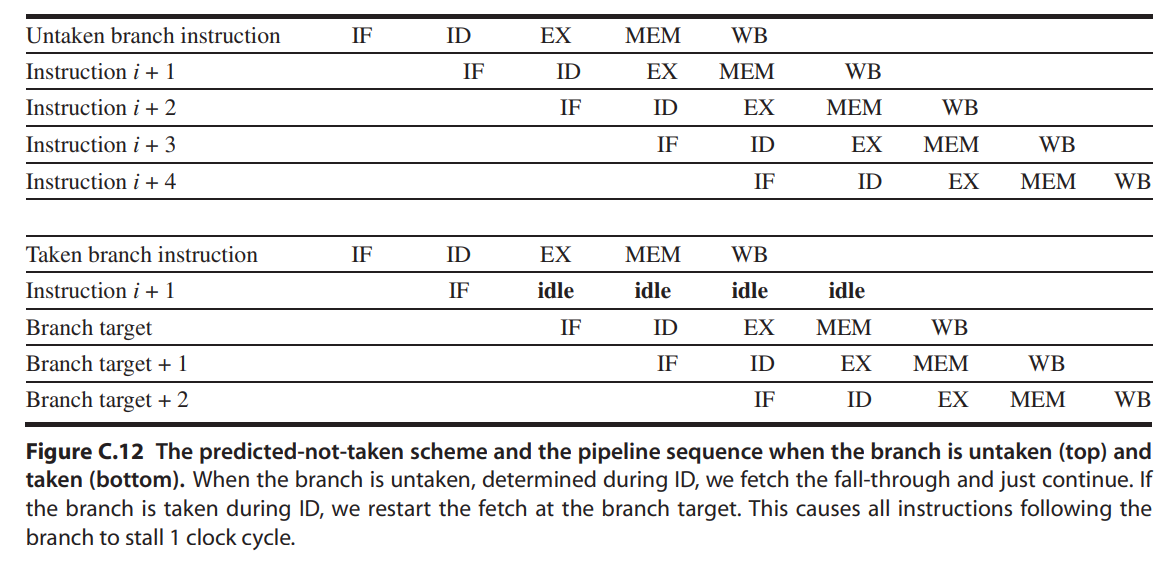 Untaken branch instruction IF ID EX MEM WB
Instruction i + 1 IF ID EX MEM WB
Instruction i + 2 IF ID EX MEM WB
Instruction i + 3 IF ID EX MEM WB
Instruction i + 4 IF ID EX MEM WB
Taken branch instruction IF ID EX MEM WB
Instruction i + 1 IF idle idle idle idle
Branch target IF ID EX MEM WB
Branch target + 1 IF ID EX MEM WB
Branch target + 2 IF ID EX MEM WB
Figure C.12 The predicted-not-taken scheme and the pipeline sequence when the branch is untaken (top) and
taken (bottom). When the branch is untaken, determined during ID, we fetch the fall-through and just continue. If
the branch is taken during ID, we restart the fetch at the branch target. This causes all instructions following the
branch to stall 1 clock cycle.